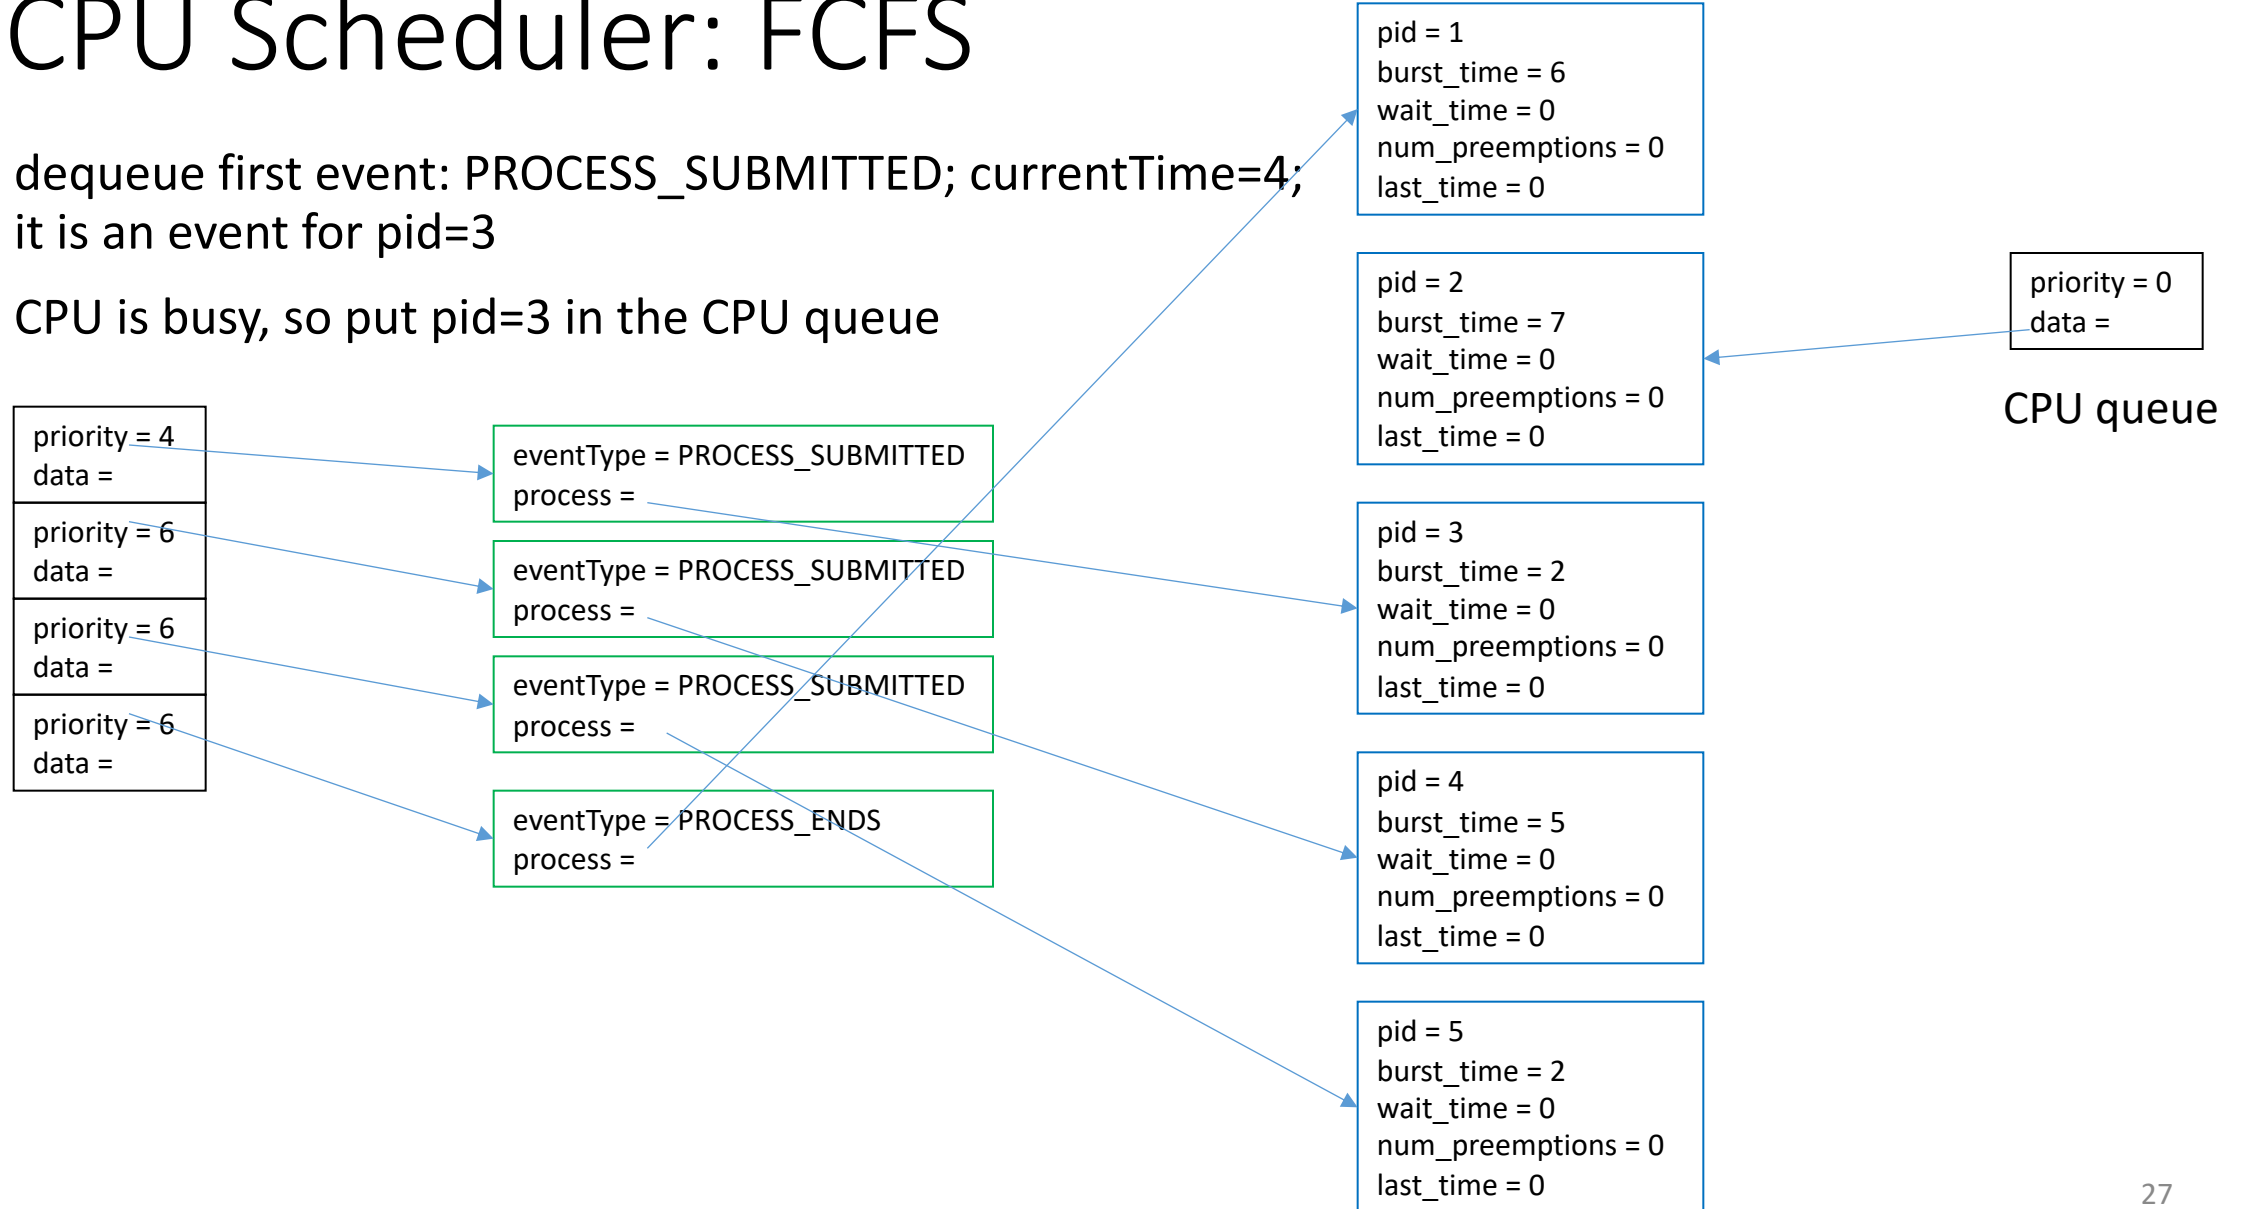 CPU Scheduler: FCFS
dequeue first event: PROCESS_SUBMITTED; currentTime=4;
it is an event for pid=3
CPU is busy, so put pid=3 in the CPU queue
priority = 4
data =
priority = 6
data =
priority = 6
data =
priority = 6
data =
eventType = PROCESS_SUBMITTED
process =
eventType = PROCESS_SUBMITTED
process =
eventType = PROCESS_SUBMITTED
process =
eventType = PROCESS_ENDS
process =
pid = 1
burst_time = 6
wait_time = 0
num_preemptions = 0
last_time = 0
pid = 2
burst_time = 7
wait_time = 0
num_preemptions = 0
last_time = 0
pid = 3
burst_time = 2
wait_time = 0
num_preemptions = 0
last_time = 0
pid = 4
burst_time = 5
wait_time = 0
num_preemptions = 0
last_time = 0
pid = 5
burst_time = 2
wait_time = 0
num_preemptions = 0
last_time = 0
priority = 0
data =
CPU queue
27